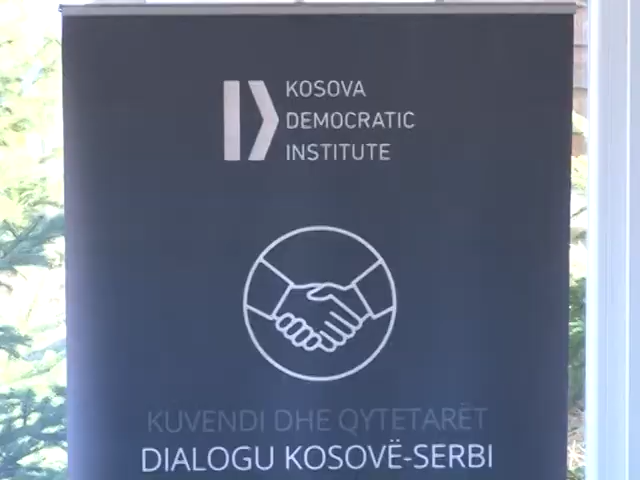 KOSOVA
DEMOCRATIC
INSTITUTE
KUVENDI DHE QYTETARËT
DIALOGU KOSOVË-SERBI